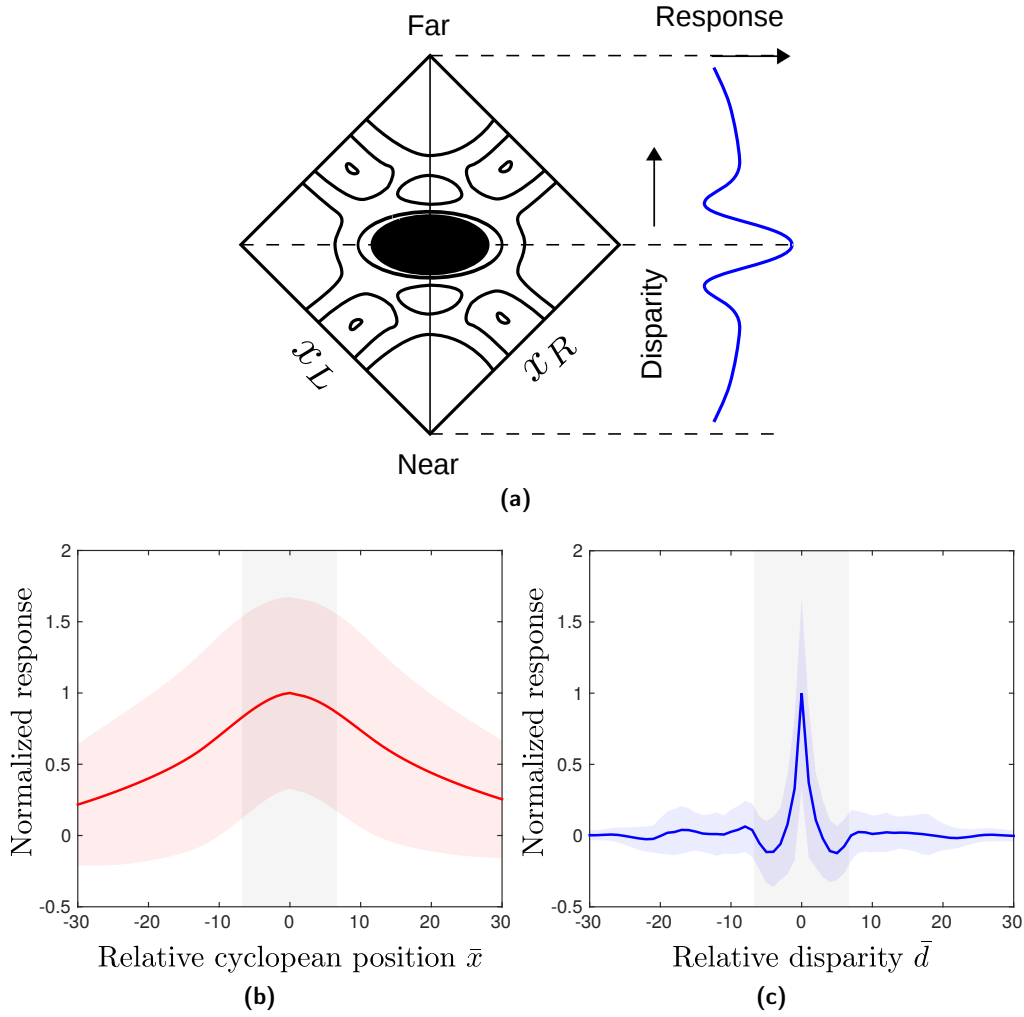 Far
Response
Disparity
x_L
x_R
Near
(a)
2
1.5
1
0.5
0
-0.5
-30
-20
-10
0
10
20
30
Normalized response
Relative cyclopean position x̄
(b)
2
1.5
1
0.5
0
-0.5
-30
-20
-10
0
10
20
30
Normalized response
Relative disparity d̄
(c)